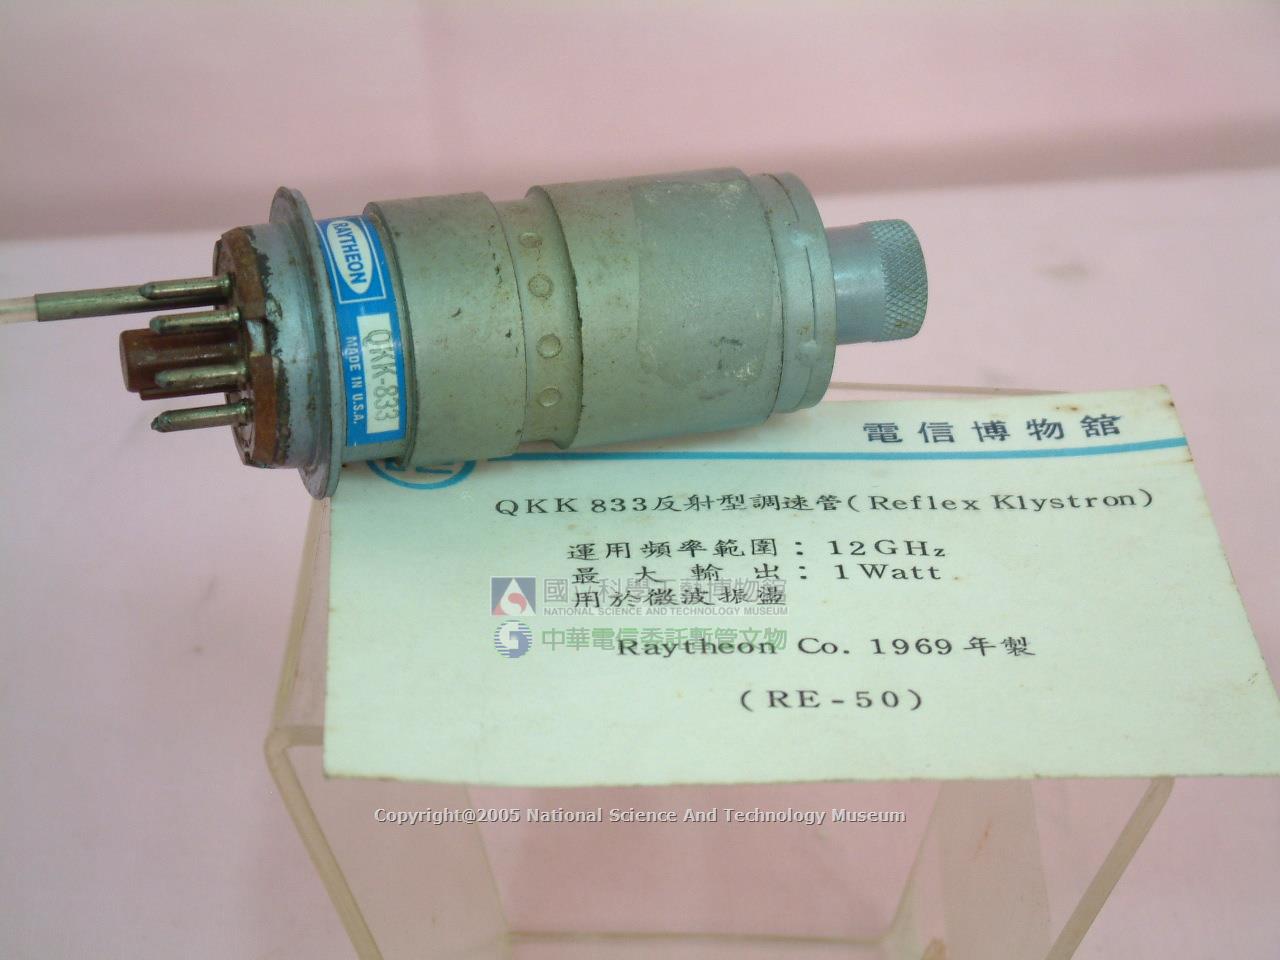 RAYTHEON
QKK-833
MADE IN U.S.A.
電信博物館
QKK 833反射型調速管(Reflex Klystron)
運用頻率範圍：12GHz
最大輸出：1Watt
用於微波振盪
國立科學工藝博物館
NATIONAL SCIENCE AND TECHNOLOGY MUSEUM
中華電信委託暫管文物
Raytheon Co. 1969年製
(RE-50)
Copyright@2005 National Science And Technology Museum